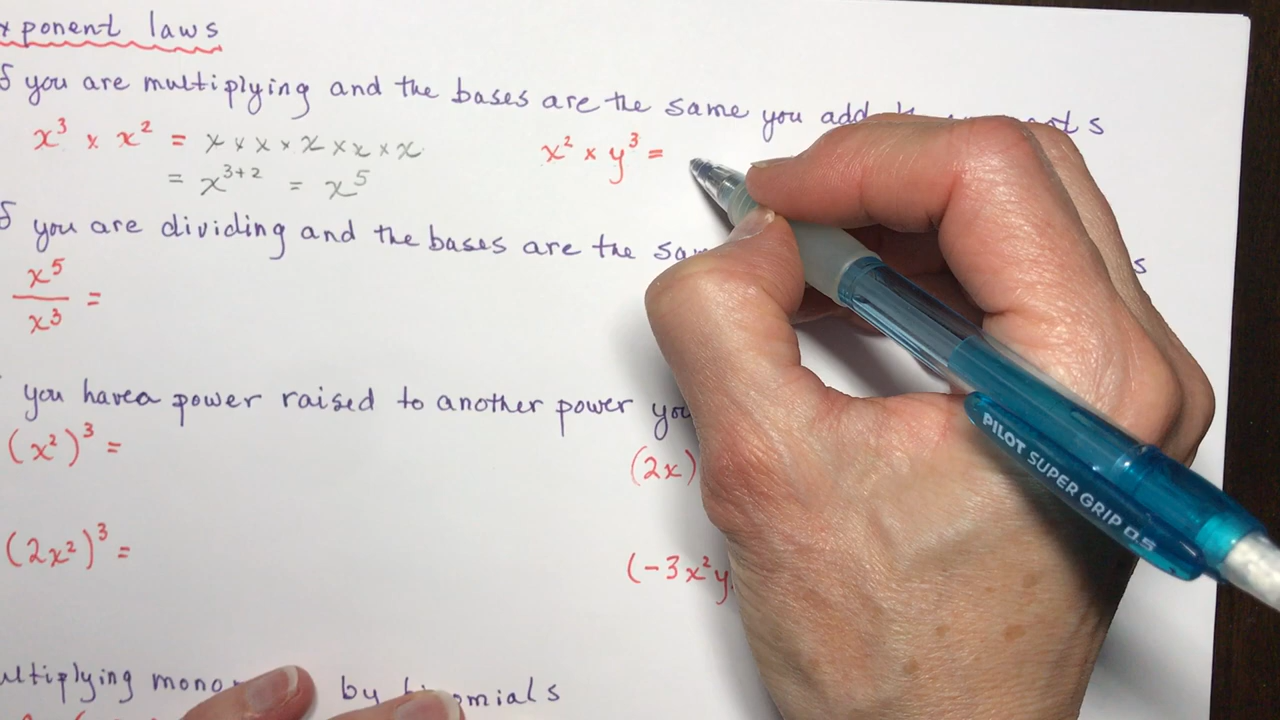 xponent laws
f you are multiplying and the bases are the same you add s
x³ × x² = x × x × x × x × x x² × y³ =
= x³⁺² = x⁵
f you are dividing and the bases are the s
x⁵/x³ =
you have a power raised to another power
(x²)³ = (2x)
(2x²)³ = (-3x²y
ultiplying by
PILOT SUPER GRIP 0.5